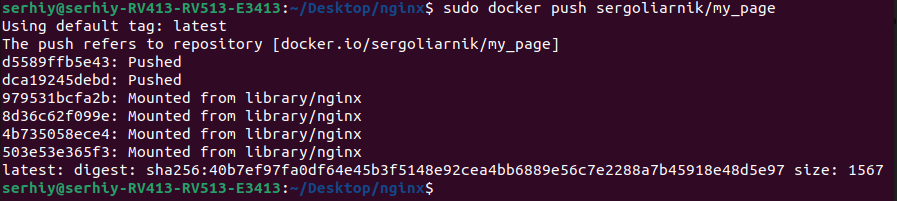 serhiy@serhiy-RV413-RV513-E3413:~/Desktop/nginx$ sudo docker push sergoliarnik/my_page
Using default tag: latest
The push refers to repository [docker.io/sergoliarnik/my_page]
d5589ffb5e43: Pushed
dca19245debd: Pushed
979531bcfa2b: Mounted from library/nginx
8d36c62f099e: Mounted from library/nginx
4b735058ece4: Mounted from library/nginx
503e53e365f3: Mounted from library/nginx
latest: digest: sha256:40b7ef97fa0df64e45b3f5148e92cea4bb6889e56c7e2288a7b45918e48d5e97 size: 1567
serhiy@serhiy-RV413-RV513-E3413:~/Desktop/nginx$